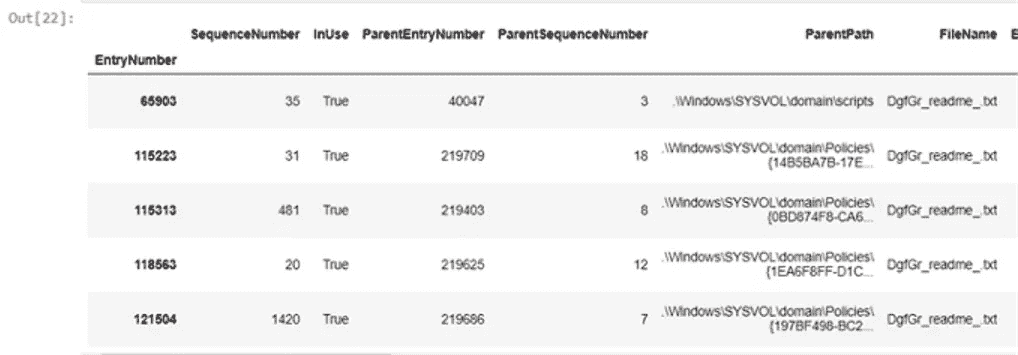 Out[22]:
SequenceNumber InUse ParentEntryNumber ParentSequenceNumber ParentPath FileName E
EntryNumber
65903 35 True 40047 3 .\Windows\SYSVOL\domain\scripts DgfGr_readme_.txt
115223 31 True 219709 18 .\Windows\SYSVOL\domain\Policies\
{14B5BA7B-17E... DgfGr_readme_.txt
115313 481 True 219403 8 .\Windows\SYSVOL\domain\Policies\
{0BD874F8-CA6... DgfGr_readme_.txt
118563 20 True 219625 12 .\Windows\SYSVOL\domain\Policies\
{1EA6F8FF-D1C... DgfGr_readme_.txt
121504 1420 True 219686 7 .\Windows\SYSVOL\domain\Policies\
{197BF498-BC2... DgfGr_readme_.txt